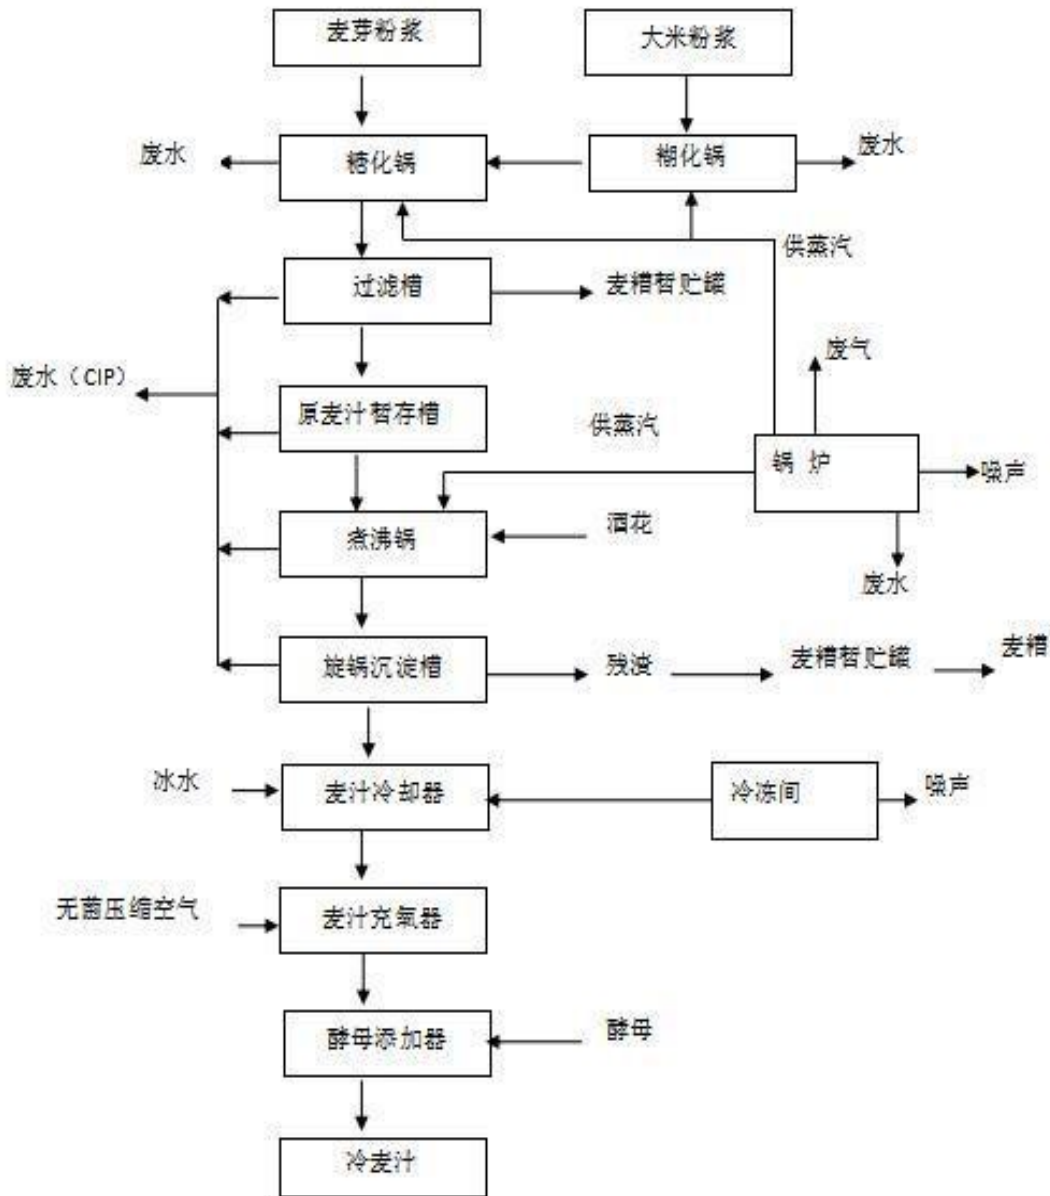 麦芽粉浆
大米粉浆
废水
糖化锅
糊化锅
废水
供蒸汽
过滤槽
麦糟暂贮罐
废气
废水（CIP）
原麦汁暂存槽
供蒸汽
锅 炉
噪声
煮沸锅
酒花
废水
旋锅沉淀槽
残渣
麦糟暂贮罐
麦糟
冰水
麦汁冷却器
冷冻间
噪声
无菌压缩空气
麦汁充氧器
酵母添加器
酵母
冷麦汁